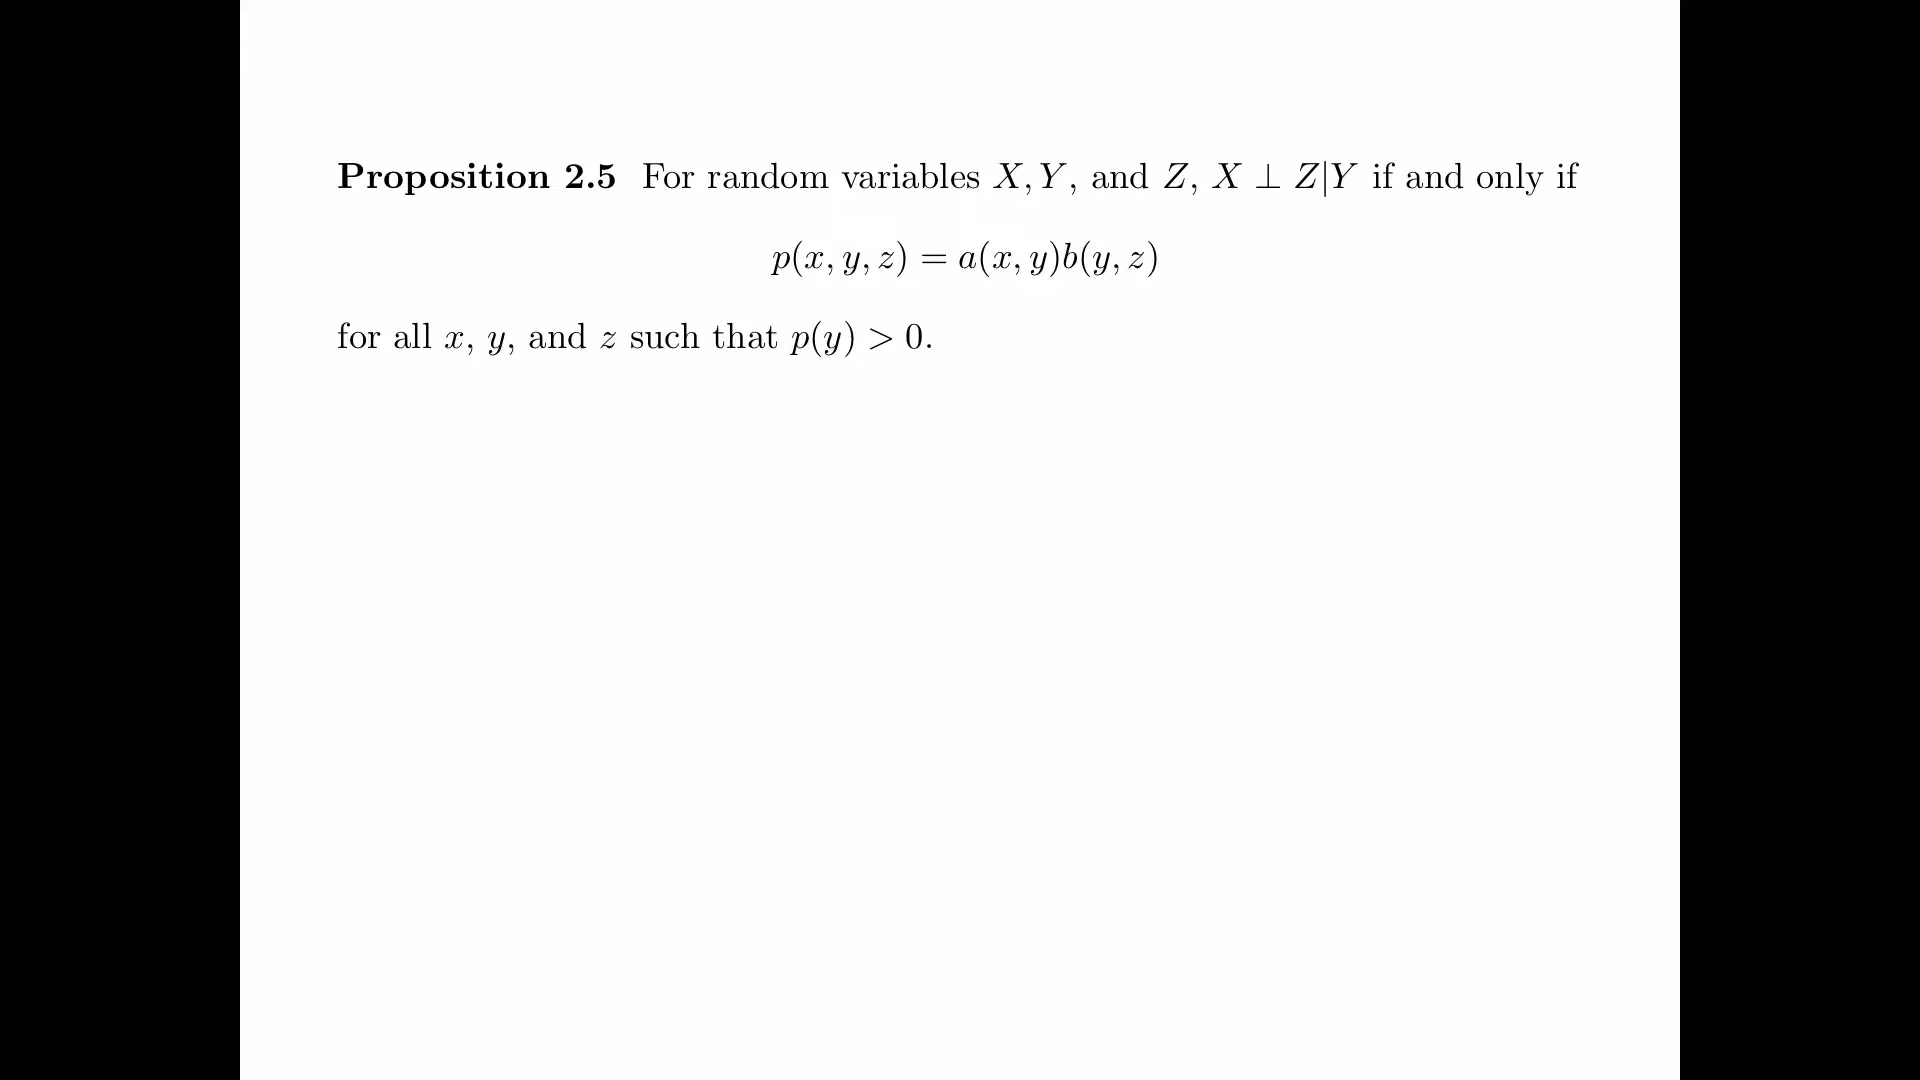 Proposition 2.5 For random variables X, Y, and Z, X ⊥ Z|Y if and only if
p(x, y, z) = a(x, y)b(y, z)
for all x, y, and z such that p(y) > 0.